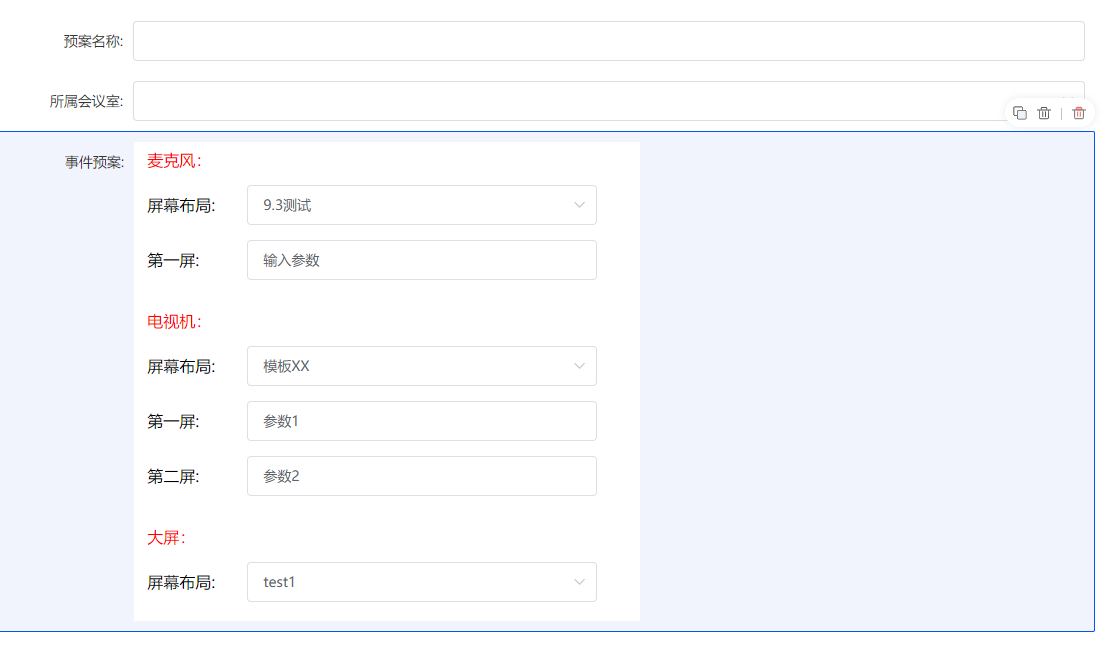 预案名称:
所属会议室:
事件预案:
麦克风:
屏幕布局: 9.3测试
第一屏: 输入参数
电视机:
屏幕布局: 模板XX
第一屏: 参数1
第二屏: 参数2
大屏:
屏幕布局: test1